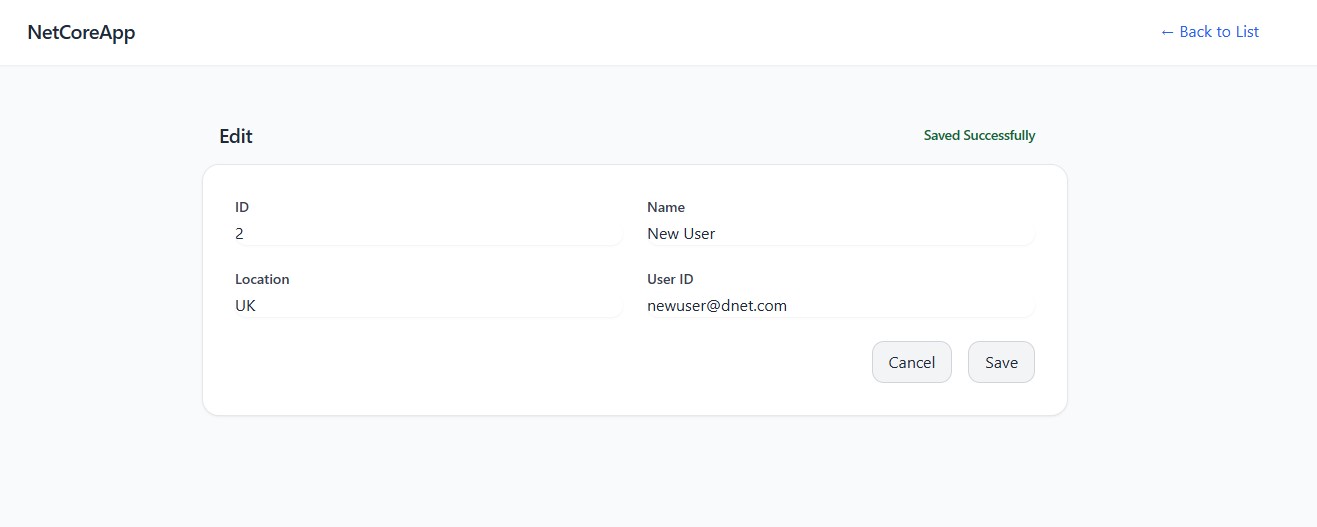 NetCoreApp
← Back to List
Edit
Saved Successfully
ID
Name
2
New User
Location
User ID
UK
newuser@dnet.com
Cancel
Save